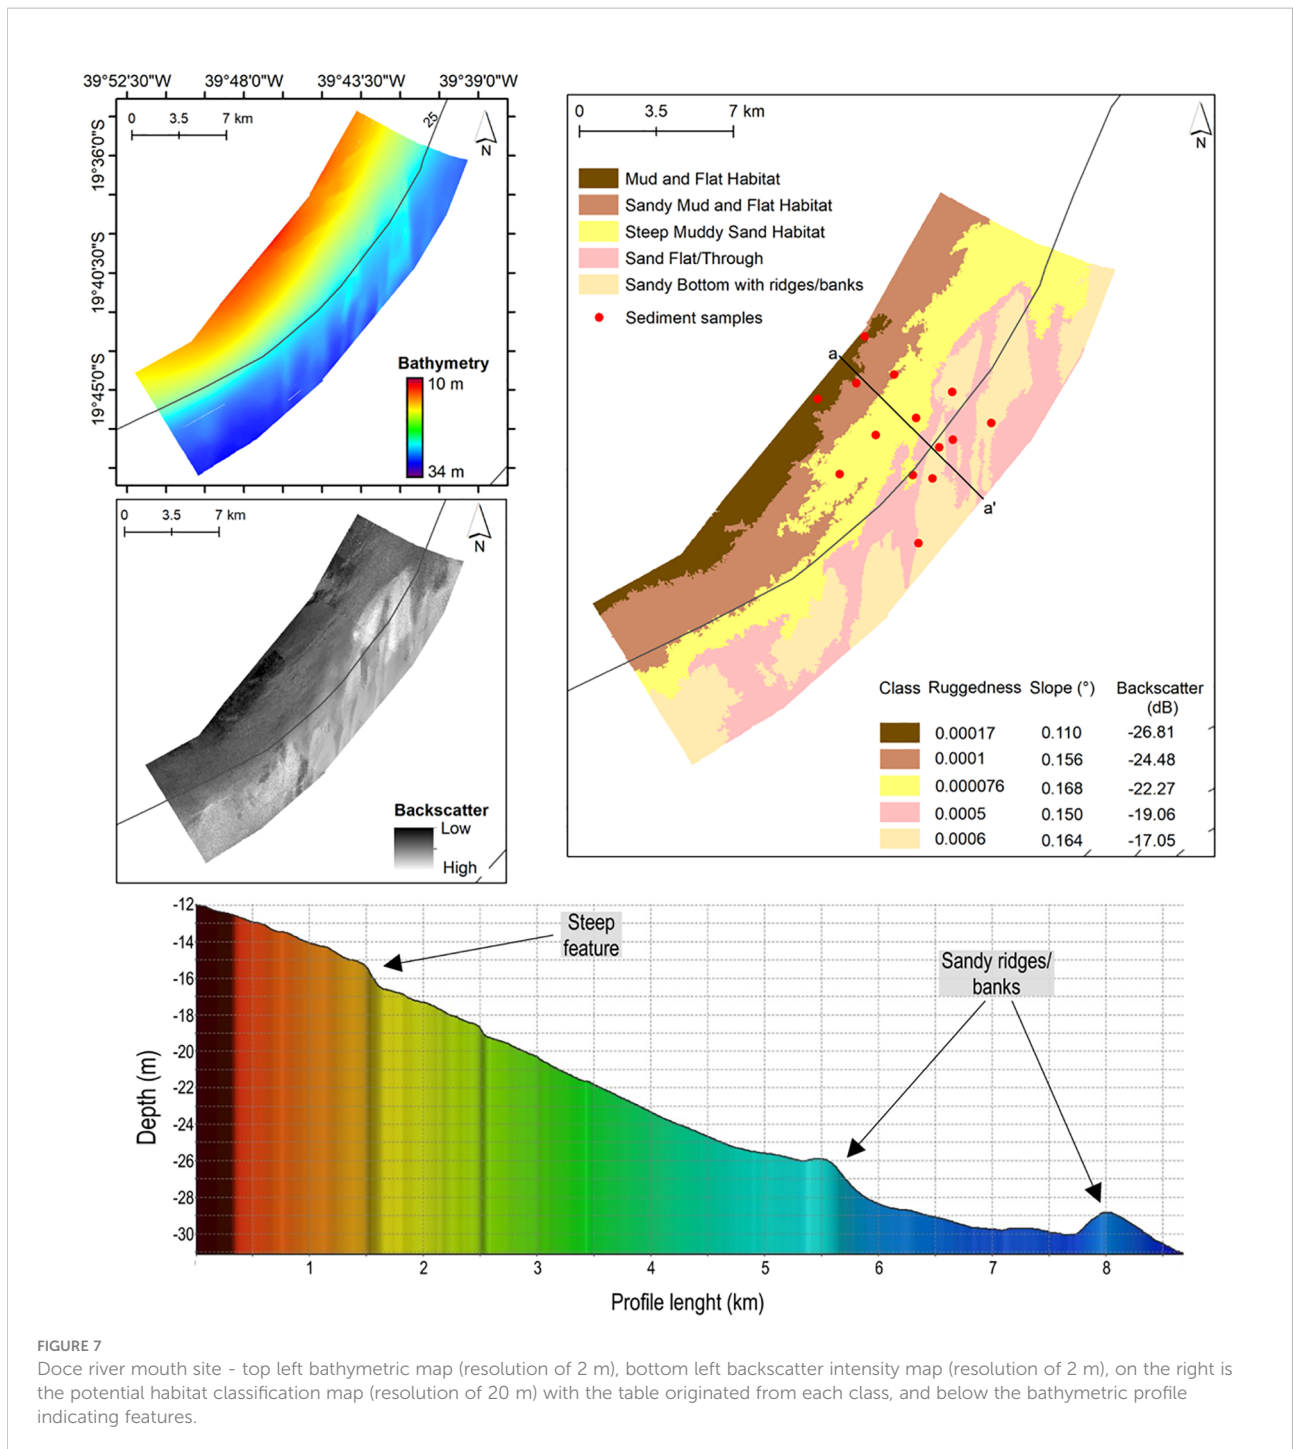 39°52'30"W 39°48'0"W 39°43'30"W 39°39'0"W
19°36'0"S
19°40'30"S
19°45'0"S
0 3.5 7 km
25
N
Bathymetry
10 m
34 m
0 3.5 7 km
N
Backscatter
Low
High
0 3.5 7 km
N
Mud and Flat Habitat
Sandy Mud and Flat Habitat
Steep Muddy Sand Habitat
Sand Flat/Through
Sandy Bottom with ridges/banks
Sediment samples
a
a'
Class Ruggedness Slope (°) Backscatter
(dB)
0.00017 0.110 -26.81
0.0001 0.156 -24.48
0.000076 0.168 -22.27
0.0005 0.150 -19.06
0.0006 0.164 -17.05
-12
-14
-16
-18
-20
-22
-24
-26
-28
-30
Depth (m)
Steep
feature
Sandy ridges/
banks
1 2 3 4 5 6 7 8
Profile lenght (km)
FIGURE 7
Doce river mouth site - top left bathymetric map (resolution of 2 m), bottom left backscatter intensity map (resolution of 2 m), on the right is
the potential habitat classification map (resolution of 20 m) with the table originated from each class, and below the bathymetric profile
indicating features.